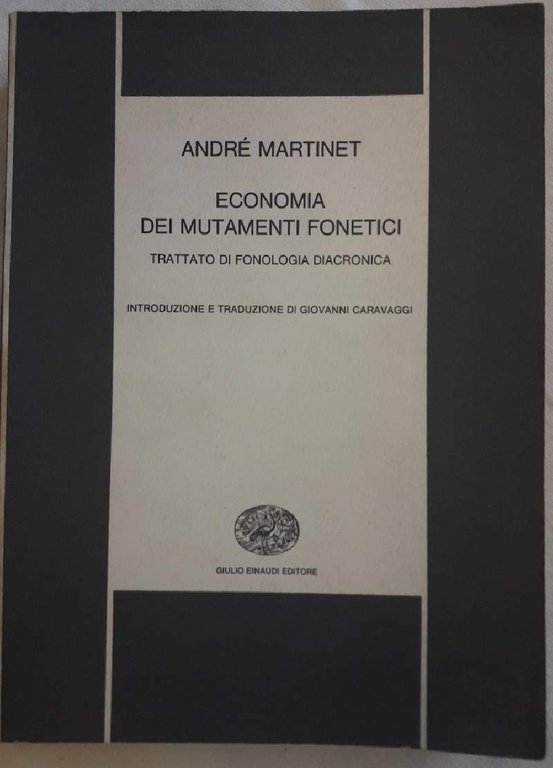 ANDRÉ MARTINET
ECONOMIA
DEI MUTAMENTI FONETICI
TRATTATO DI FONOLOGIA DIACRONICA
INTRODUZIONE E TRADUZIONE DI GIOVANNI CARAVAGGI
GIULIO EINAUDI EDITORE